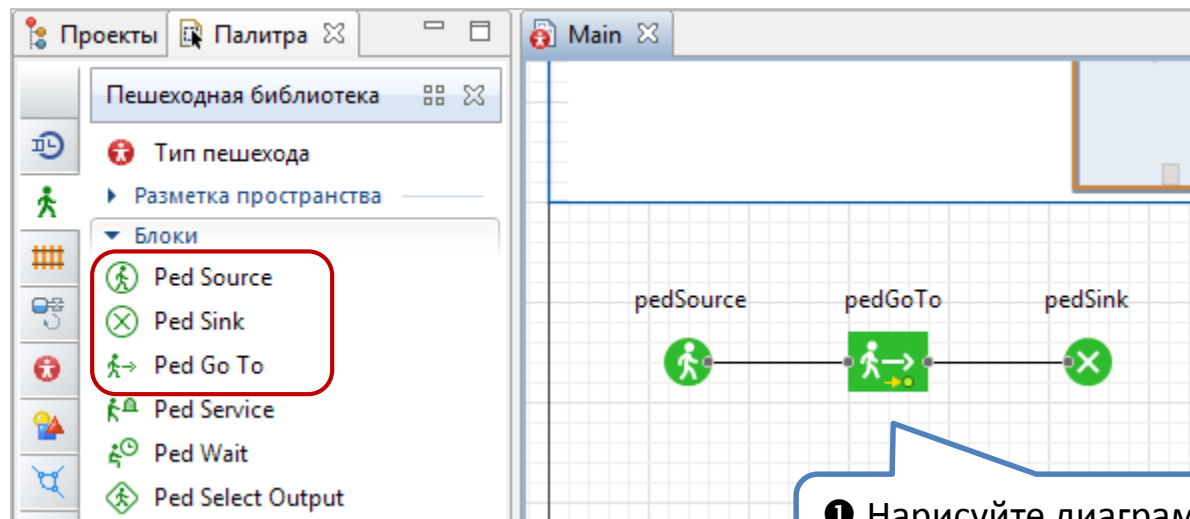 Проекты
Палитра
Main
Пешеходная библиотека
Тип пешехода
Разметка пространства
Блоки
Ped Source
Ped Sink
Ped Go To
Ped Service
Ped Wait
Ped Select Output
pedSource
pedGoTo
pedSink
❶ Нарисуйте